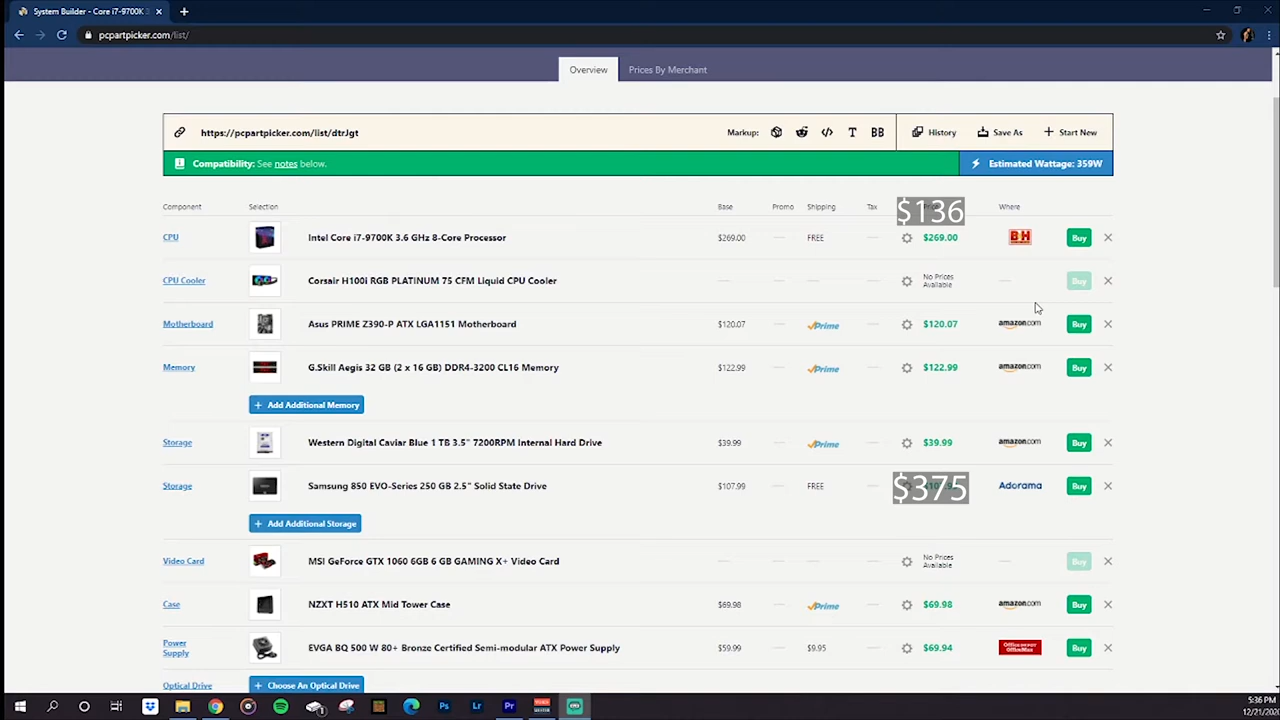 System Builder - Core i7-9700K 3
pcpartpicker.com/list/
Overview
Prices By Merchant
https://pcpartpicker.com/list/dtrJgt
Markup:
T
BB
History
Save As
Start New
Compatibility: See notes below.
Estimated Wattage: 359W
Component Selection Base Promo Shipping Tax Where
$136
CPU Intel Core i7-9700K 3.6 GHz 8-Core Processor $269.00 FREE $269.00 B&H Buy
CPU Cooler Corsair H100i RGB PLATINUM 75 CFM Liquid CPU Cooler No Prices Available Buy
Motherboard Asus PRIME Z390-P ATX LGA1151 Motherboard $120.07 Prime $120.07 amazon.com Buy
Memory G.Skill Aegis 32 GB (2 x 16 GB) DDR4-3200 CL16 Memory $122.99 Prime $122.99 amazon.com Buy
+ Add Additional Memory
Storage Western Digital Caviar Blue 1 TB 3.5" 7200RPM Internal Hard Drive $39.99 Prime $39.99 amazon.com Buy
Storage Samsung 850 EVO-Series 250 GB 2.5" Solid State Drive $107.99 FREE $375 Adorama Buy
+ Add Additional Storage
Video Card MSI GeForce GTX 1060 6GB 6 GB GAMING X+ Video Card No Prices Available Buy
Case NZXT H510 ATX Mid Tower Case $69.98 Prime $69.98 amazon.com Buy
Power Supply EVGA BQ 500 W 80+ Bronze Certified Semi-modular ATX Power Supply $59.99 $9.95 $69.94 Office DEPOT OfficeMax Buy
Optical Drive + Choose An Optical Drive
Ps
Lr
Pr
5:36 PM